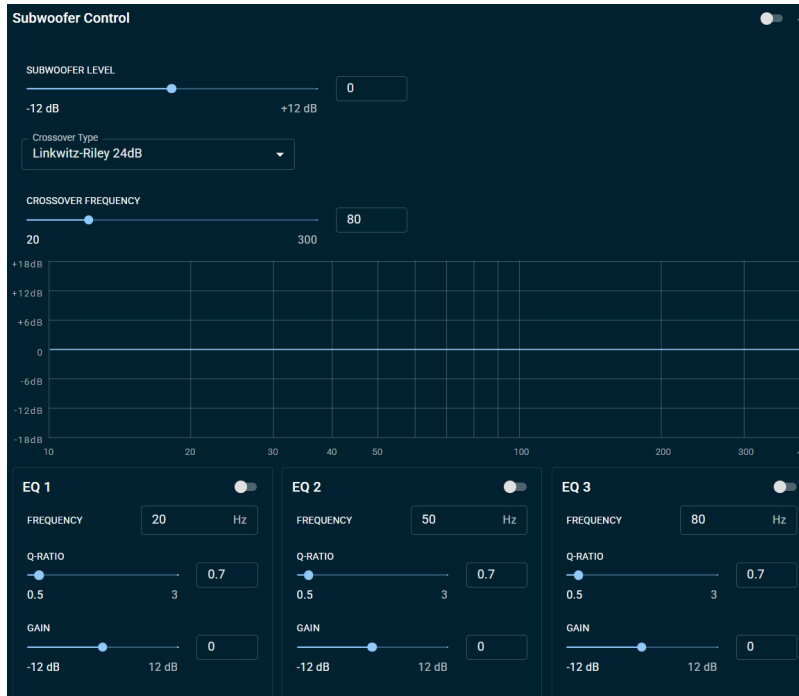 Subwoofer Control
SUBWOOFER LEVEL
0
-12 dB +12 dB
Crossover Type
Linkwitz-Riley 24dB
CROSSOVER FREQUENCY
80
20 300
+18dB
+12dB
+6dB
0
-6dB
-12dB
-18dB
10 20 30 40 50 100 200 300
EQ 1
FREQUENCY 20 Hz
Q-RATIO
0.7
0.5 3
GAIN
0
-12 dB 12 dB
EQ 2
FREQUENCY 50 Hz
Q-RATIO
0.7
0.5 3
GAIN
0
-12 dB 12 dB
EQ 3
FREQUENCY 80 Hz
Q-RATIO
0.7
0.5 3
GAIN
0
-12 dB 12 dB